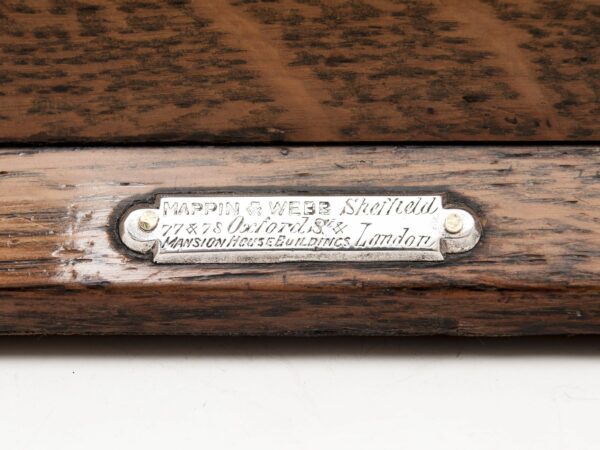 MAPPIN & WEBB Sheffield
77 & 78 Oxford St. &
MANSION HOUSE BUILDINGS London